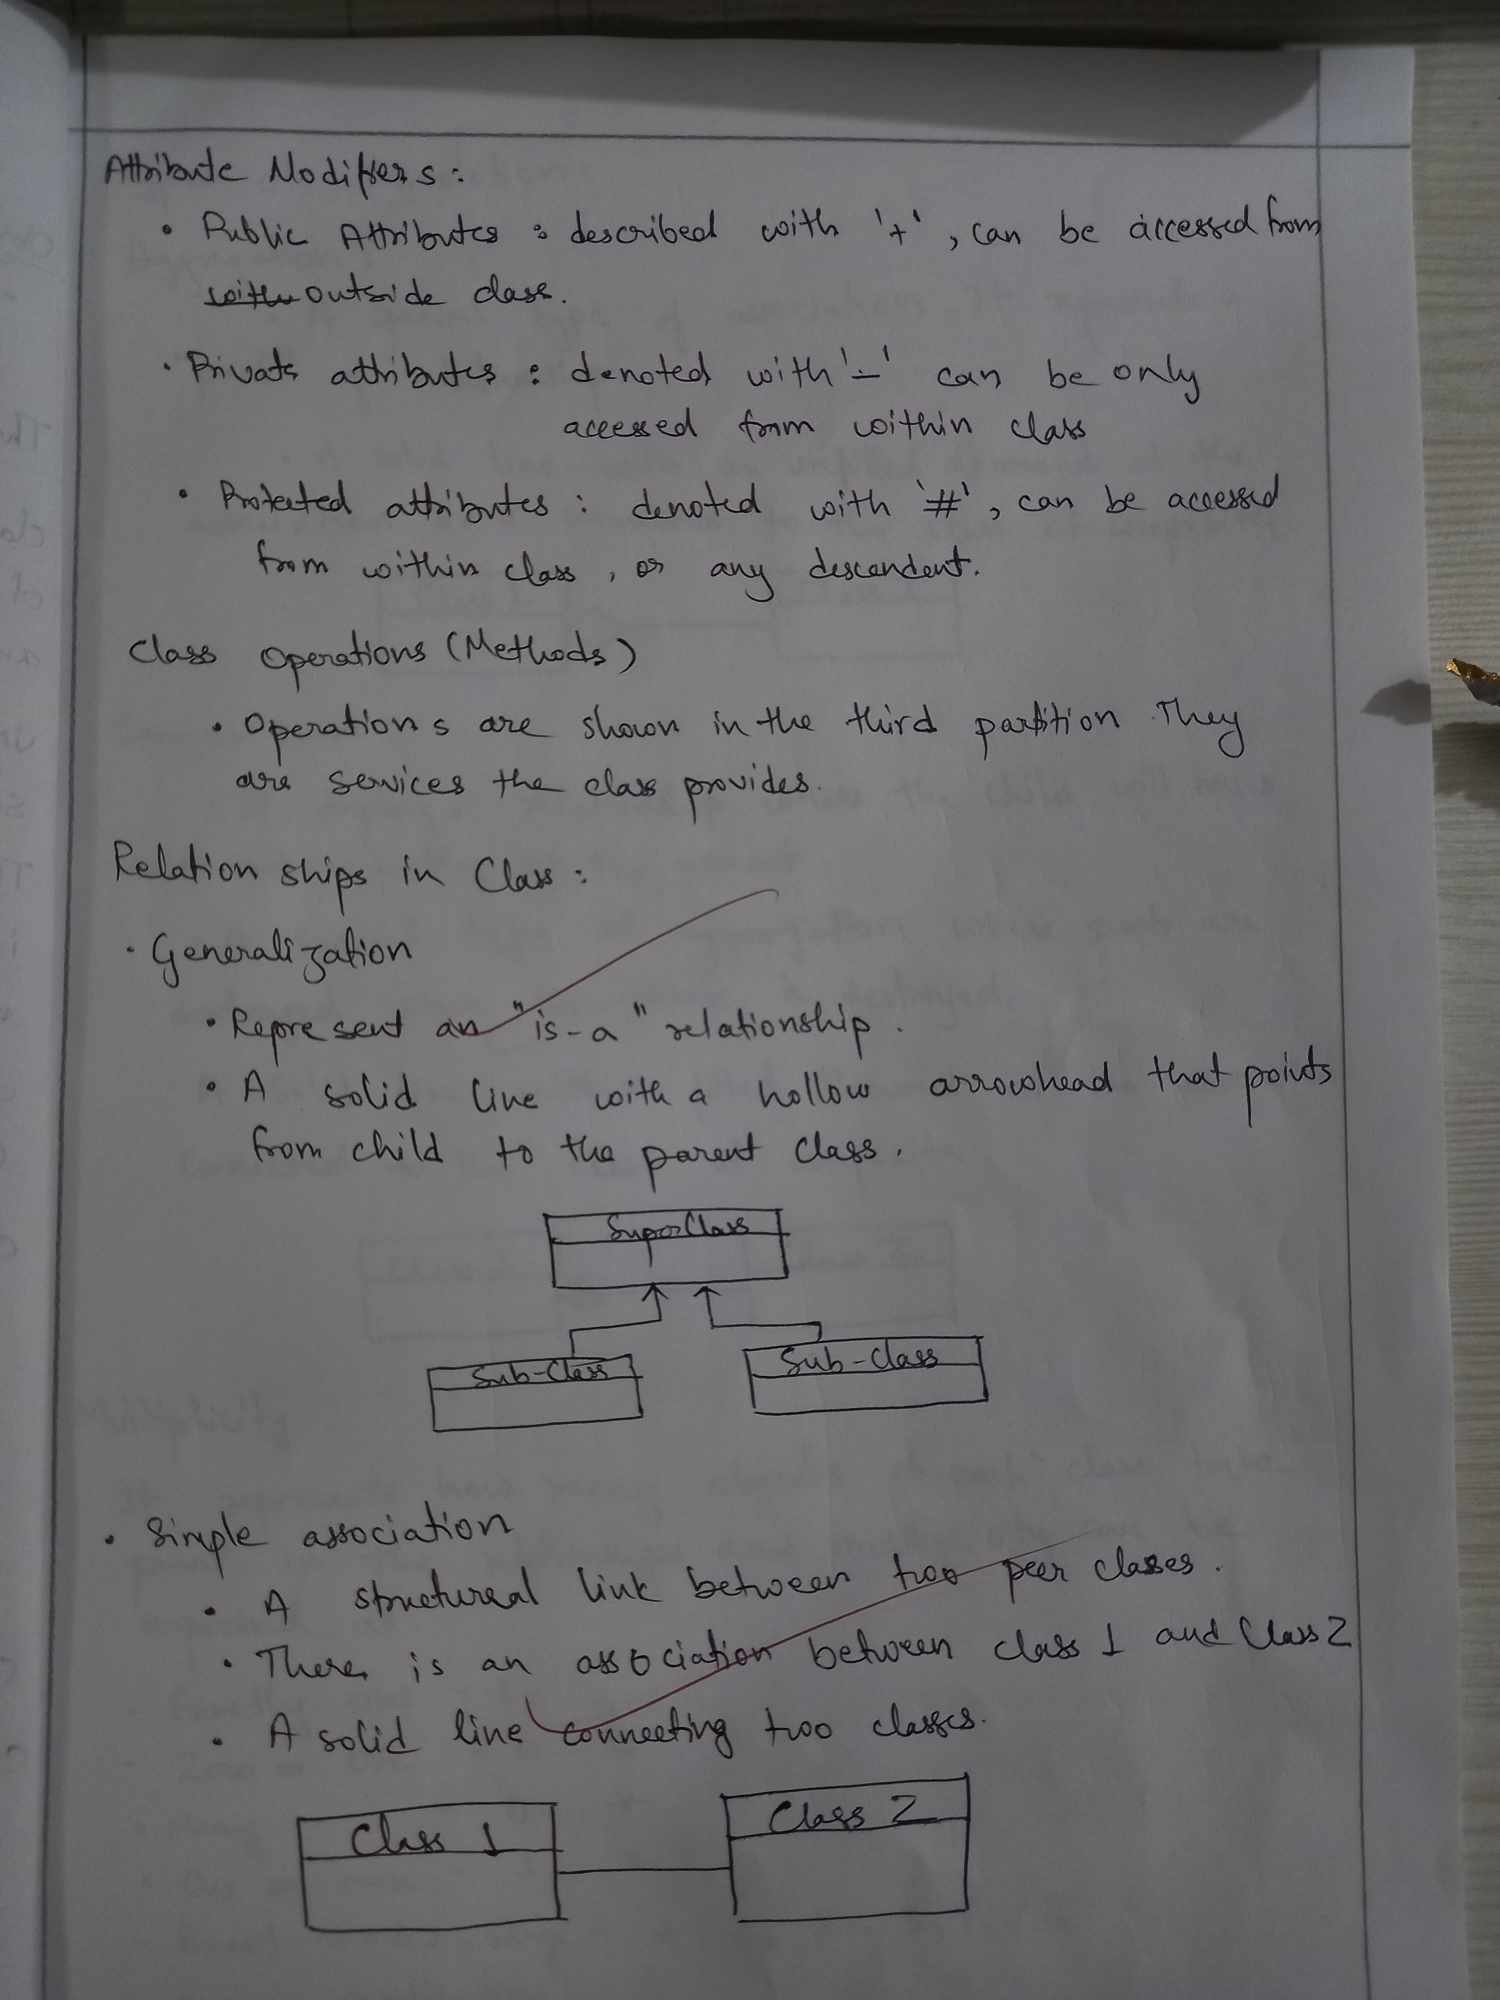 Attribute Modifiers :
• Public Attributes : described with '+' , can be accessed from
outside class.
• Private attributes : denoted with '-' can be only
accessed from within class
• Protected attributes : denoted with '#' , can be accessed
from within class , or any descendent.
Class Operations (Methods)
• Operations are shown in the third partition They
are services the class provides.
Relation ships in Class :
• Generalization
• Represent an "is-a" relationship .
• A solid line with a hollow arrowhead that points
from child to the parent class .
SuperClass
Sub-Class Sub-Class
• Simple association
• A structureal link between two peer classes .
• There is an association between class 1 and Class 2
• A solid line connecting two classes.
Class 1 Class 2